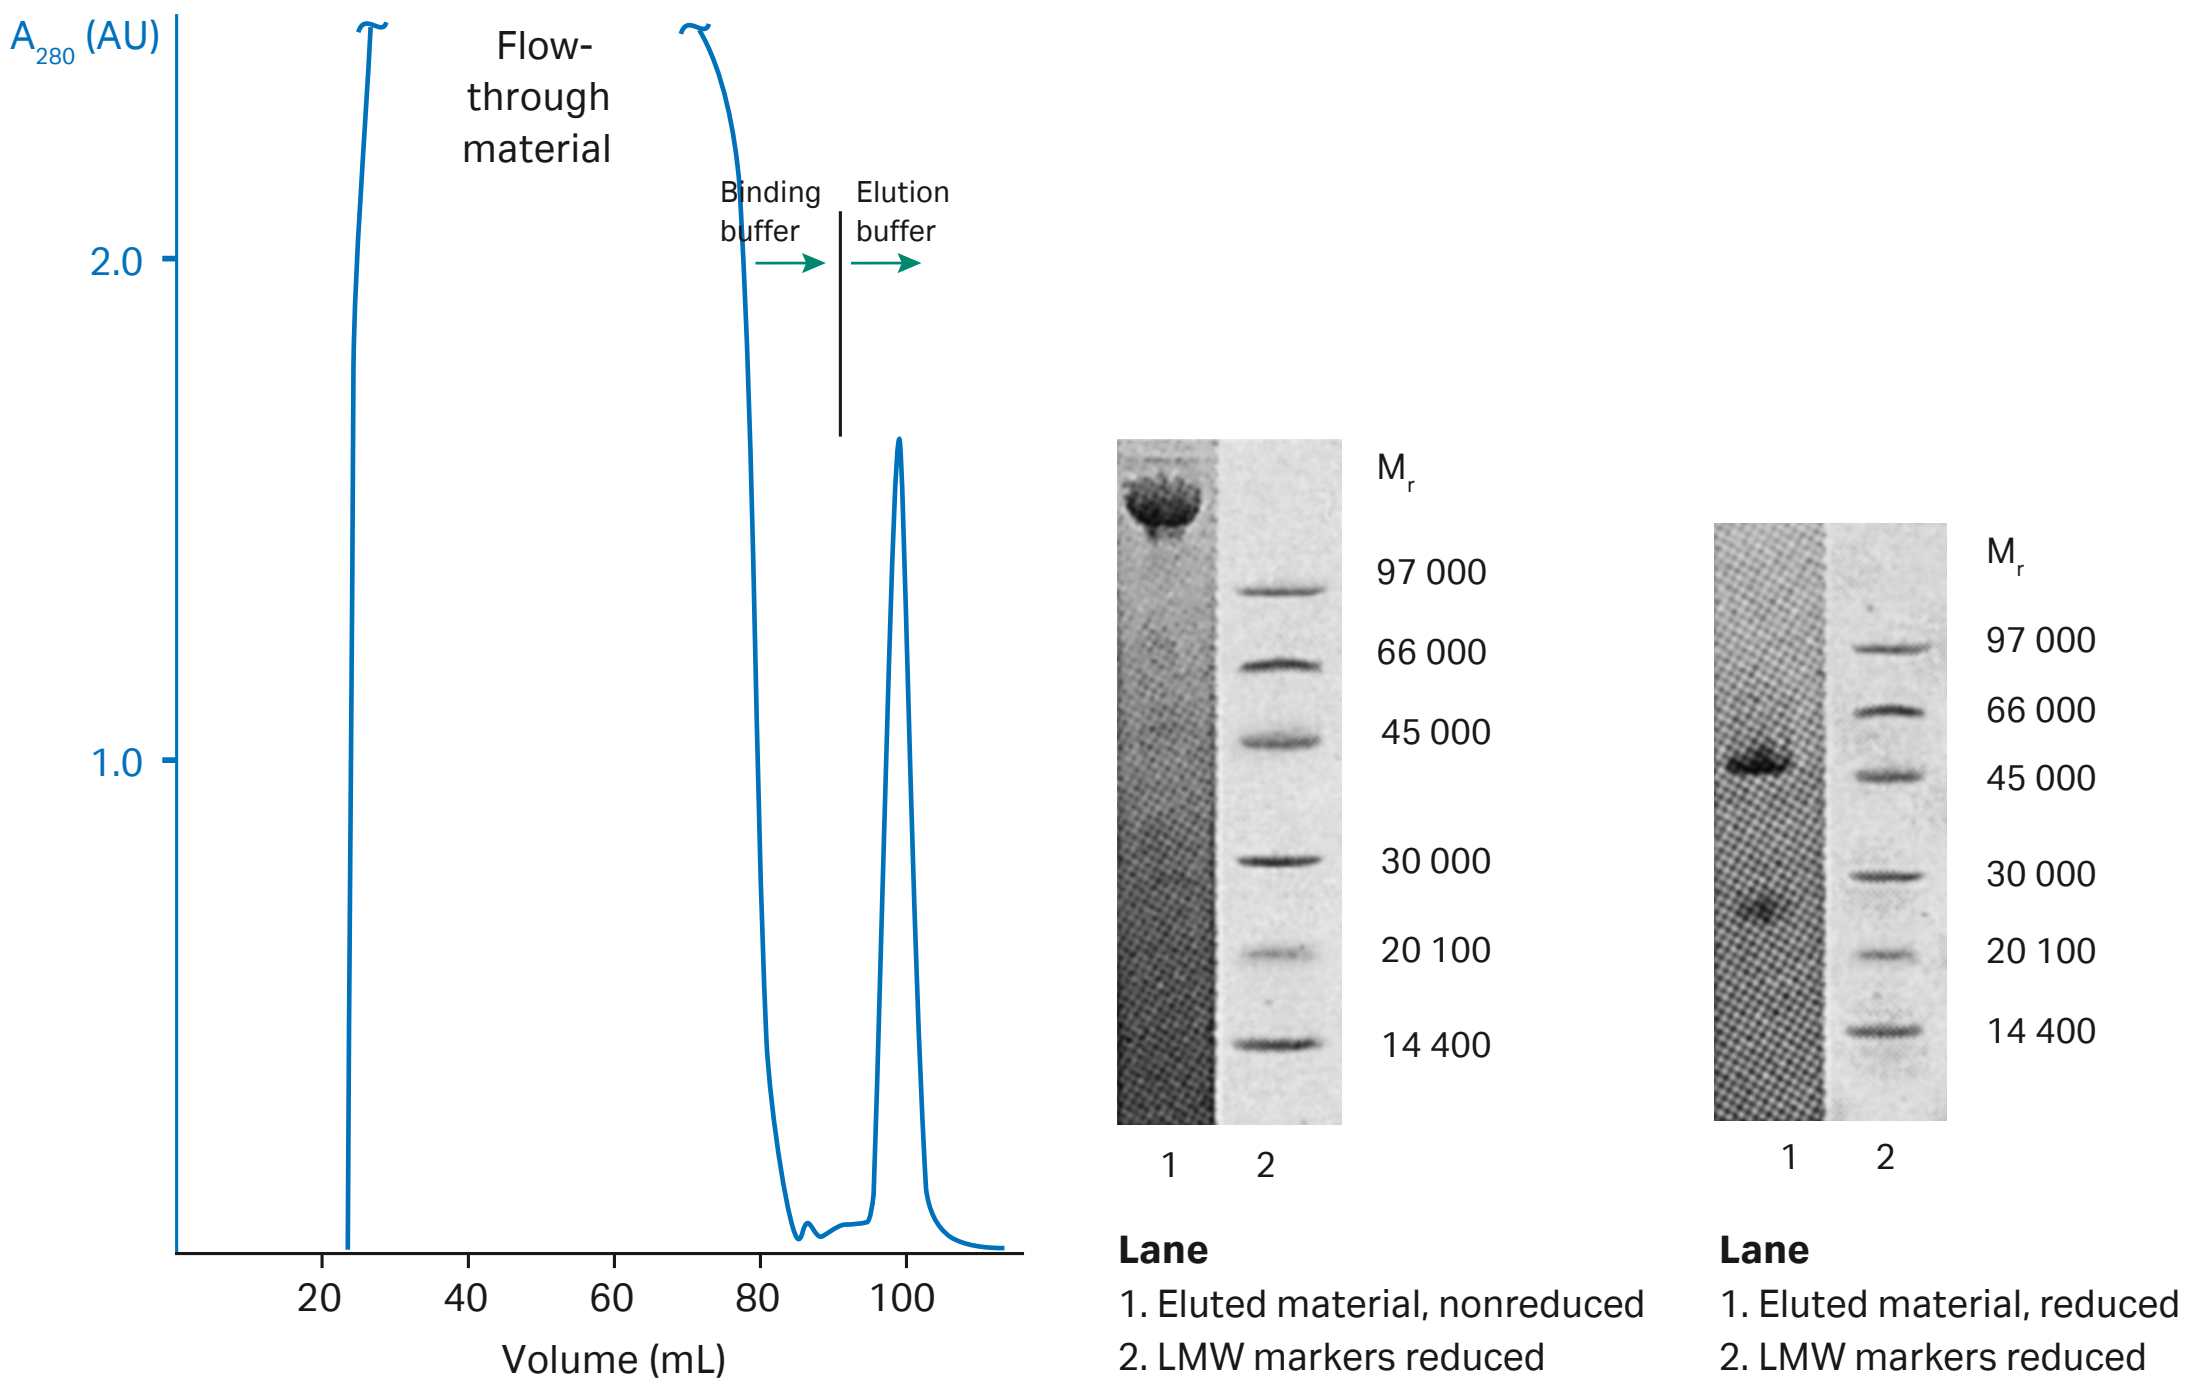 A280 (AU)
Flow-
through
material
Binding
buffer
Elution
buffer
2.0
1.0
20 40 60 80 100
Volume (mL)
Mr
97 000
66 000
45 000
30 000
20 100
14 400
1 2
Lane
1. Eluted material, nonreduced
2. LMW markers reduced
Mr
97 000
66 000
45 000
30 000
20 100
14 400
1 2
Lane
1. Eluted material, reduced
2. LMW markers reduced